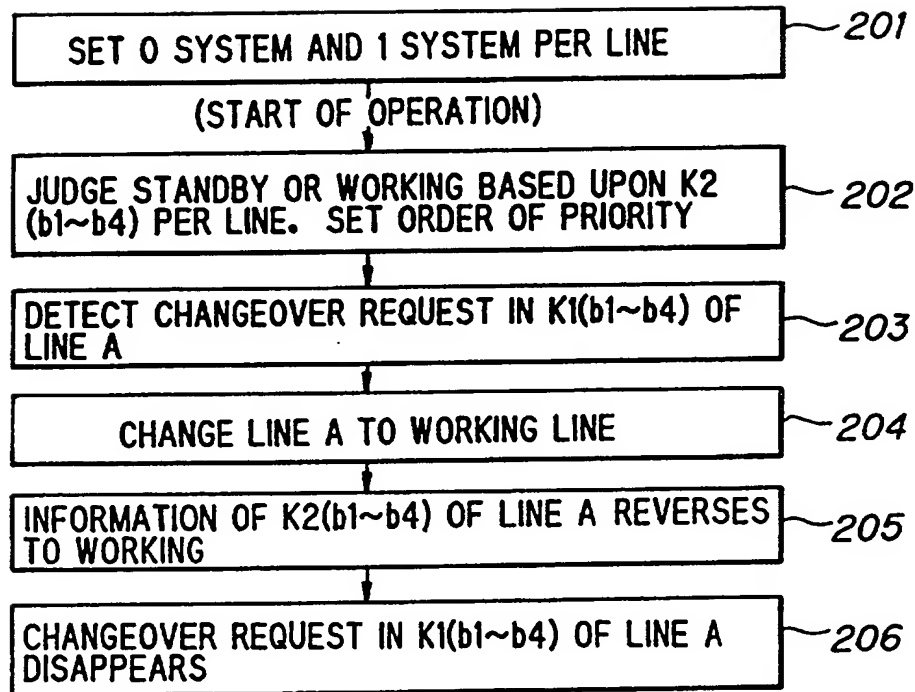 SET 0 SYSTEM AND 1 SYSTEM PER LINE
201
(START OF OPERATION)
JUDGE STANDBY OR WORKING BASED UPON K2
(b1~b4) PER LINE. SET ORDER OF PRIORITY
202
DETECT CHANGEOVER REQUEST IN K1(b1~b4) OF
LINE A
203
CHANGE LINE A TO WORKING LINE
204
INFORMATION OF K2(b1~b4) OF LINE A REVERSES
TO WORKING
205
CHANGEOVER REQUEST IN K1(b1~b4) OF LINE A
DISAPPEARS
206